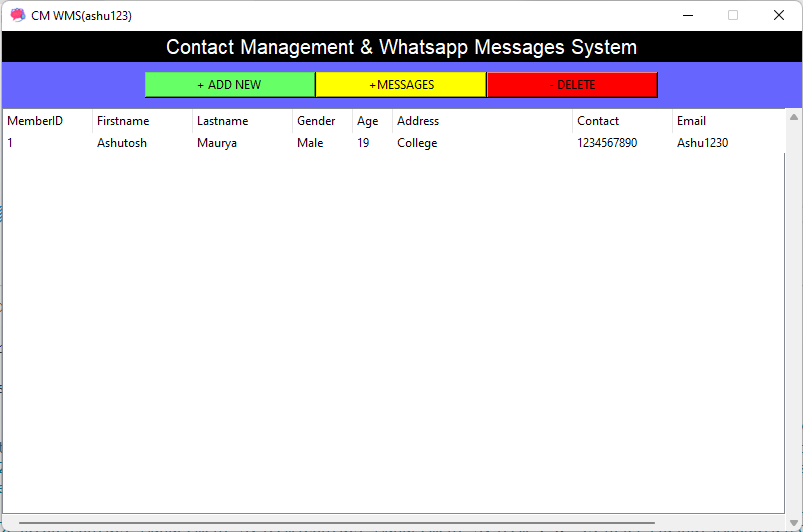 CM WMS(ashu123)
Contact Management & Whatsapp Messages System
+ ADD NEW +MESSAGES - DELETE
MemberID Firstname Lastname Gender Age Address Contact Email
1 Ashutosh Maurya Male 19 College 1234567890 Ashu1230